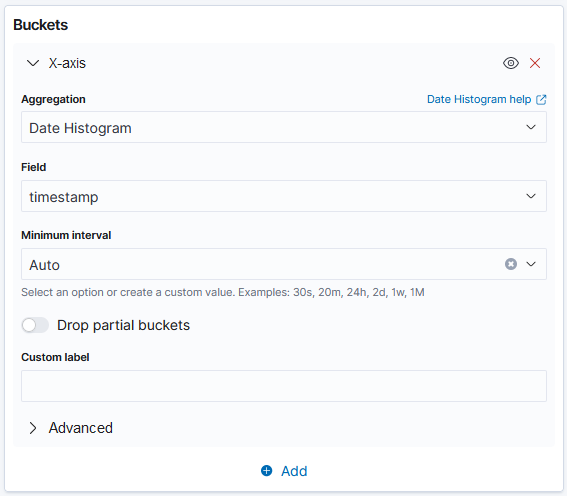 Buckets
X-axis
Aggregation
Date Histogram help
Date Histogram
Field
timestamp
Minimum interval
Auto
Select an option or create a custom value. Examples: 30s, 20m, 24h, 2d, 1w, 1M
Drop partial buckets
Custom label
Advanced
Add